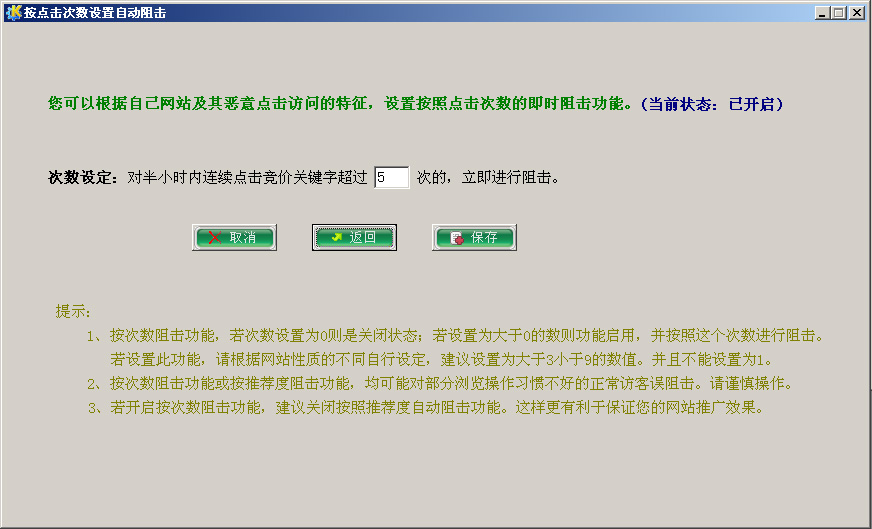 按点击次数设置自动阻击
您可以根据自己网站及其恶意点击访问的特征，设置按照点击次数的即时阻击功能。(当前状态：已开启)
次数设定：对半小时内连续点击竞价关键字超过 5 次的，立即进行阻击。
取消 返回 保存
提示：
1、按次数阻击功能，若次数设置为0则是关闭状态；若设置为大于0的数则功能启用，并按照这个次数进行阻击。
若设置此功能，请根据网站性质的不同自行设定，建议设置为大于3小于9的数值。并且不能设置为1。
2、按次数阻击功能或按推荐度阻击功能，均可能对部分浏览操作习惯不好的正常访客误阻击。请谨慎操作。
3、若开启按次数阻击功能，建议关闭按照推荐度自动阻击功能。这样更有利于保证您的网站推广效果。